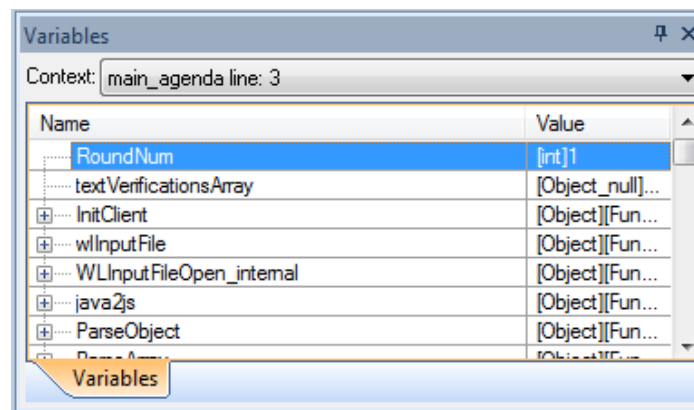 Variables
Context: main_agenda line: 3
Name Value
RoundNum [int]1
textVerificationsArray [Object_null]...
InitClient [Object][Fun...
wlInputFile [Object][Fun...
WLInputFileOpen_internal [Object][Fun...
java2js [Object][Fun...
ParseObject [Object][Fun...
Variables